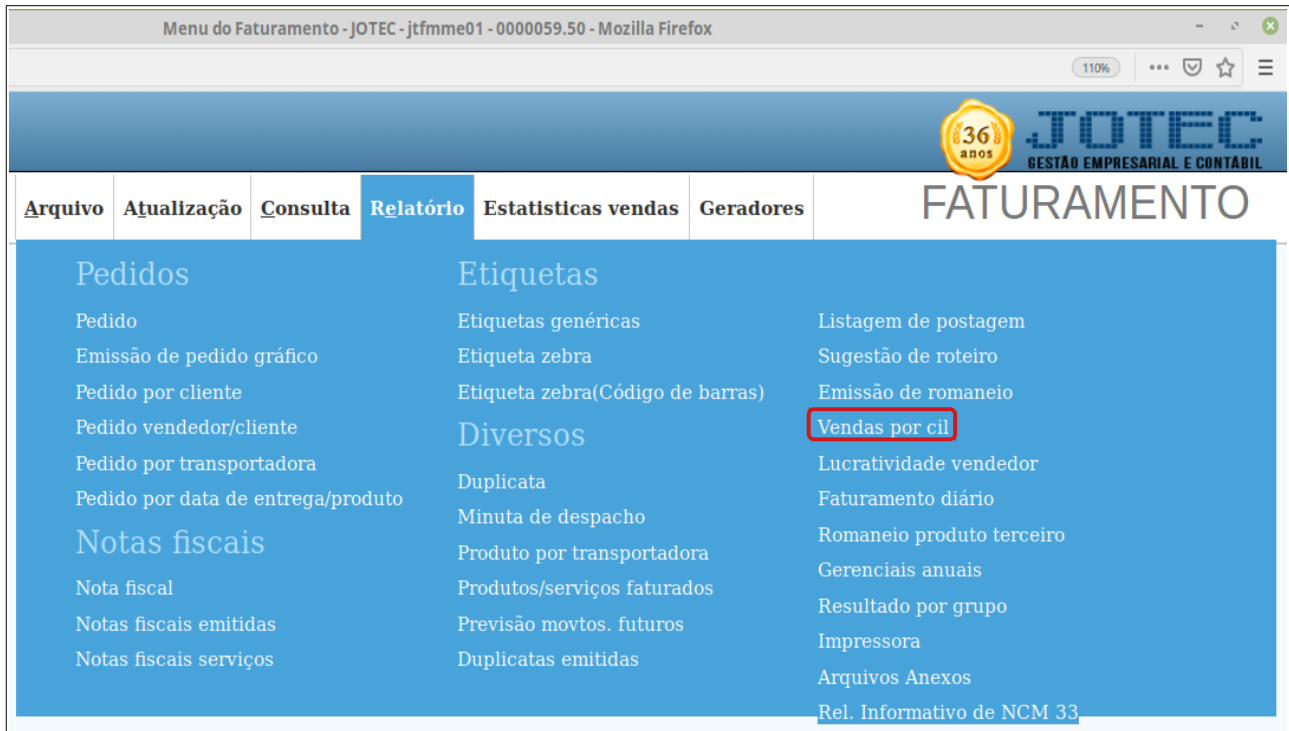 Menu do Faturamento - JOTEC - jtfmme01 - 0000059.50 - Mozilla Firefox
110%
36
anos
JOTEC
GESTÃO EMPRESARIAL E CONTÁBIL
Arquivo Atualização Consulta Relatório Estatisticas vendas Geradores
FATURAMENTO
Pedidos
Pedido
Emissão de pedido gráfico
Pedido por cliente
Pedido vendedor/cliente
Pedido por transportadora
Pedido por data de entrega/produto
Notas fiscais
Nota fiscal
Notas fiscais emitidas
Notas fiscais serviços
Etiquetas
Etiquetas genéricas
Etiqueta zebra
Etiqueta zebra(Código de barras)
Diversos
Duplicata
Minuta de despacho
Produto por transportadora
Produtos/serviços faturados
Previsão movtos. futuros
Duplicatas emitidas
Listagem de postagem
Sugestão de roteiro
Emissão de romaneio
Vendas por cil
Lucratividade vendedor
Faturamento diário
Romaneio produto terceiro
Gerenciais anuais
Resultado por grupo
Impressora
Arquivos Anexos
Rel. Informativo de NCM 33